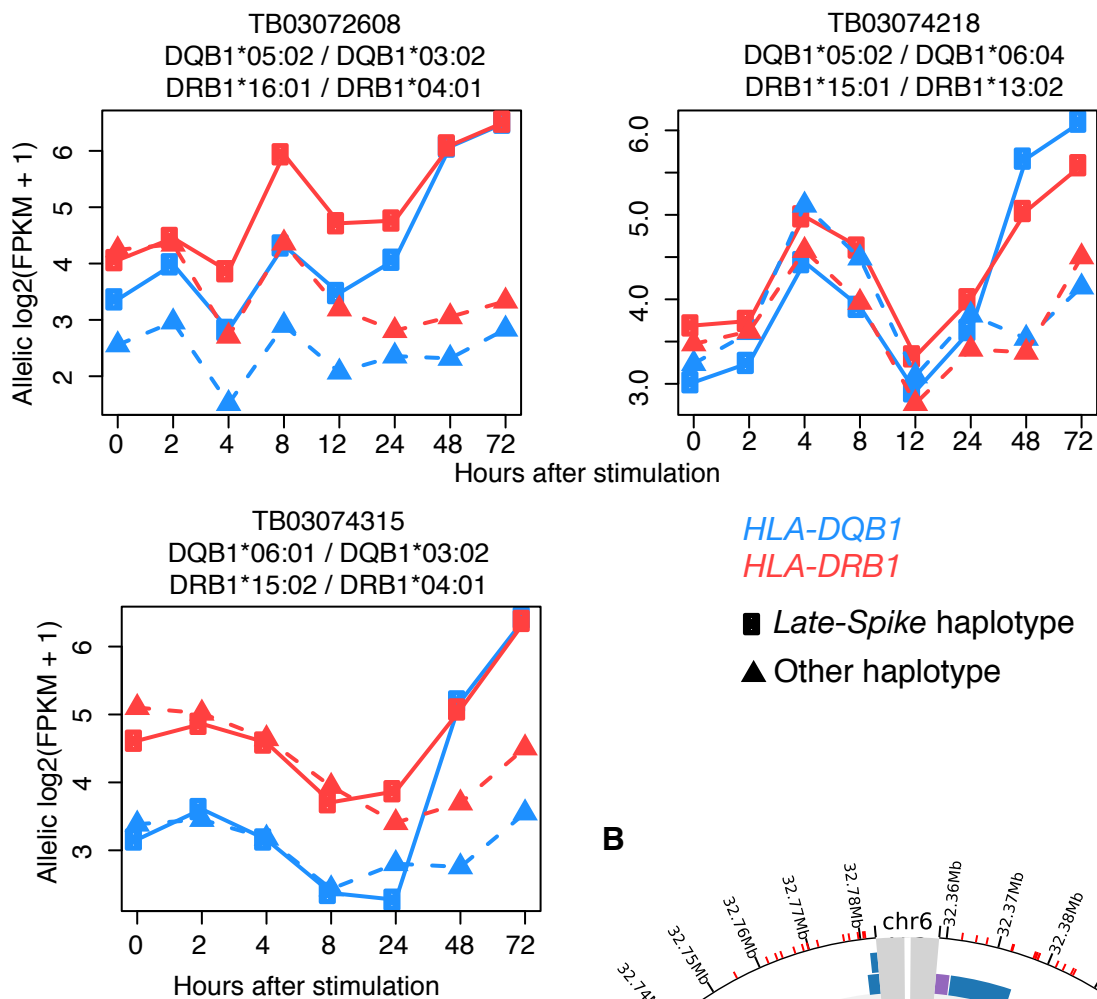 TB03072608
DQB1*05:02 / DQB1*03:02
DRB1*16:01 / DRB1*04:01
Allelic log2(FPKM + 1)
6
5
4
3
2
0 2 4 8 12 24 48 72
TB03074218
DQB1*05:02 / DQB1*06:04
DRB1*15:01 / DRB1*13:02
6.0
5.0
4.0
3.0
0 2 4 8 12 24 48 72
Hours after stimulation
TB03074315
DQB1*06:01 / DQB1*03:02
DRB1*15:02 / DRB1*04:01
Allelic log2(FPKM + 1)
6
5
4
3
0 2 4 8 24 48 72
Hours after stimulation
HLA-DQB1
HLA-DRB1
Late-Spike haplotype
Other haplotype
B
32.74Mb
32.75Mb
32.76Mb
32.77Mb
32.78Mb
chr6
32.36Mb
32.37Mb
32.38Mb